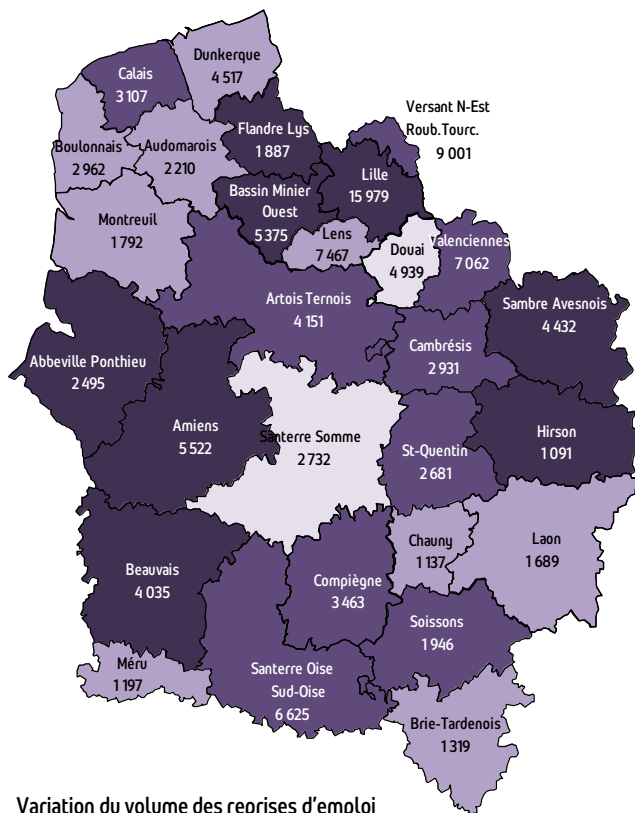 Dunkerque
4 517
Calais
3 107
Versant N-Est
Roub.Tourc.
9 001
Flandre Lys
1 887
Boulonnais
2 962
Audomarois
2 210
Lille
15 979
Bassin Minier
Ouest
5 375
Montreuil
1 792
Lens
7 467
Douai
4 939
Valenciennes
7 062
Artois Ternois
4 151
Sambre Avesnois
4 432
Cambrésis
2 931
Abbeville Ponthieu
2 495
Amiens
5 522
Santerre Somme
2 732
St-Quentin
2 681
Hirson
1 091
Chauny
1 137
Laon
1 689
Beauvais
4 035
Compiègne
3 463
Soissons
1 946
Méru
1 197
Santerre Oise
Sud-Oise
6 625
Brie-Tardenois
1 319
Variation du volume des reprises d'emploi